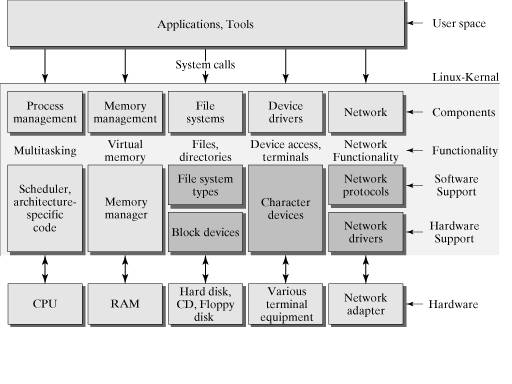 Applications, Tools
User space
System calls
Linux-Kernal
Process
management
Memory
management
File
systems
Device
drivers
Network
Components
Multitasking
Virtual
memory
Files,
directories
Device access,
terminals
Network
Functionality
Functionality
Scheduler,
architecture-
specific
code
Memory
manager
File system
types
Block devices
Character
devices
Network
protocols
Network
drivers
Software
Support
Hardware
Support
CPU
RAM
Hard disk,
CD, Floppy
disk
Various
terminal
equipment
Network
adapter
Hardware